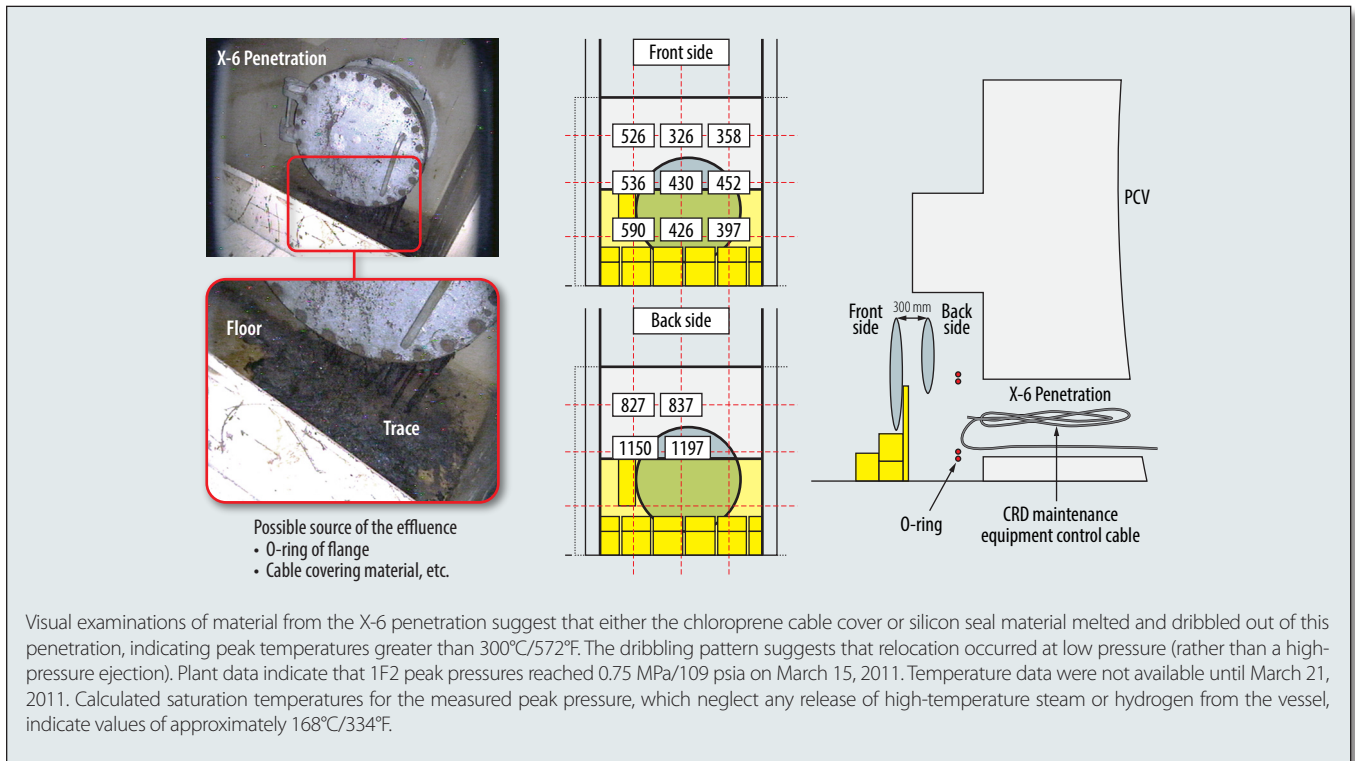 X-6 Penetration
Floor
Trace
Possible source of the effluence
• O-ring of flange
• Cable covering material, etc.
Front side
526 326 358
536 430 452
590 426 397
Back side
827 837
1150 1197
PCV
Front
side
300 mm
Back
side
X-6 Penetration
O-ring
CRD maintenance
equipment control cable
Visual examinations of material from the X-6 penetration suggest that either the chloroprene cable cover or silicon seal material melted and dribbled out of this
penetration, indicating peak temperatures greater than 300°C/572°F. The dribbling pattern suggests that relocation occurred at low pressure (rather than a high-
pressure ejection). Plant data indicate that 1F2 peak pressures reached 0.75 MPa/109 psia on March 15, 2011. Temperature data were not available until March 21,
2011. Calculated saturation temperatures for the measured peak pressure, which neglect any release of high-temperature steam or hydrogen from the vessel,
indicate values of approximately 168°C/334°F.